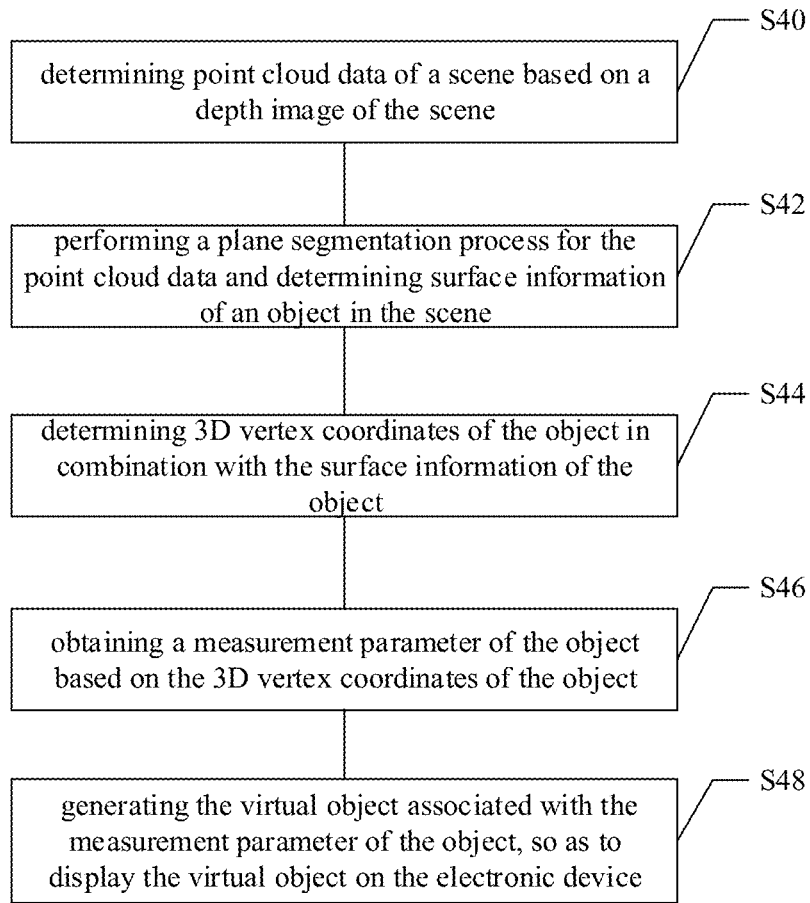 S40
determining point cloud data of a scene based on a
depth image of the scene
S42
performing a plane segmentation process for the
point cloud data and determining surface information
of an object in the scene
S44
determining 3D vertex coordinates of the object in
combination with the surface information of the
object
S46
obtaining a measurement parameter of the object
based on the 3D vertex coordinates of the object
S48
generating the virtual object associated with the
measurement parameter of the object, so as to
display the virtual object on the electronic device